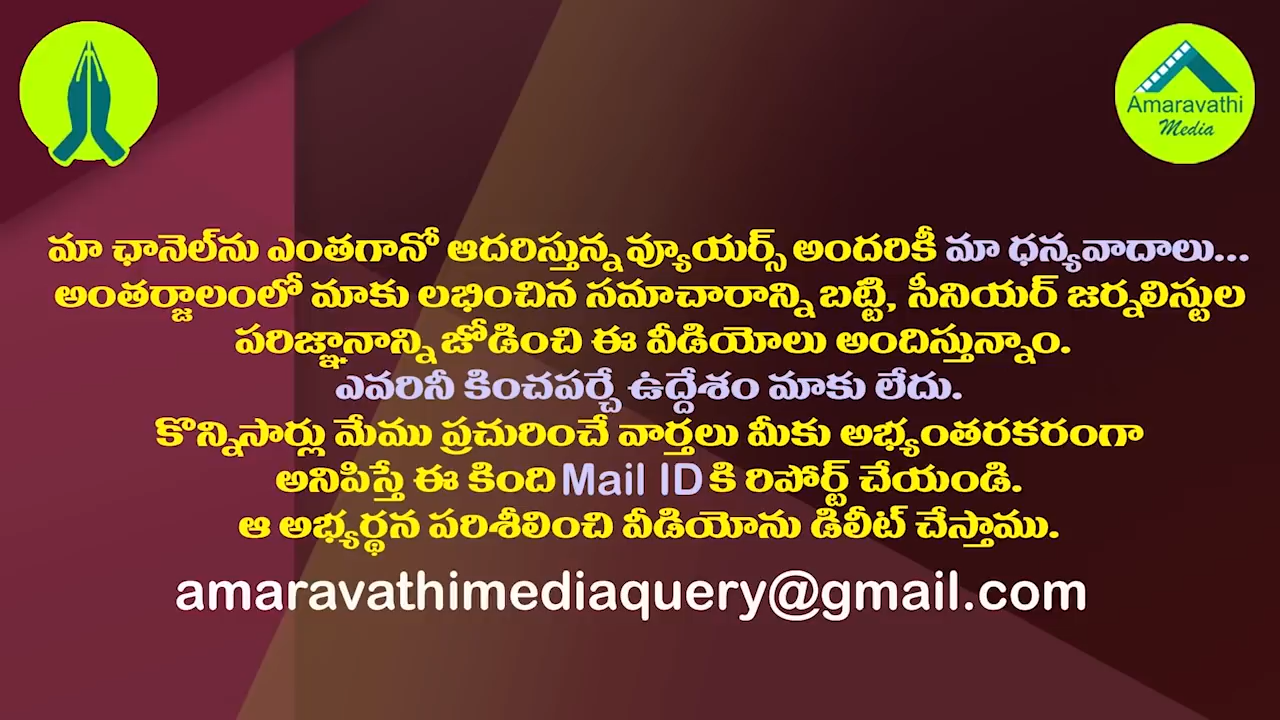 Amaravathi
Media
మా ఛానెల్‌ను ఎంతగానో ఆదరిస్తున్న వ్యూయర్స్ అందరికీ మా ధన్యవాదాలు...
అంతర్జాలంలో మాకు లభించిన సమాచారాన్ని బట్టి, సీనియర్ జర్నలిస్టుల
పరిజ్ఞానాన్ని జోడించి ఈ వీడియోలు అందిస్తున్నాం.
ఎవరినీ కించపర్చే ఉద్దేశం మాకు లేదు.
కొన్నిసార్లు మేము ప్రచురించే వార్తలు మీకు అభ్యంతరకరంగా
అనిపిస్తే ఈ కింది Mail ID కి రిపోర్ట్ చేయండి.
ఆ అభ్యర్థన పరిశీలించి వీడియోను డిలీట్ చేస్తాము.
amaravathimediaquery@gmail.com